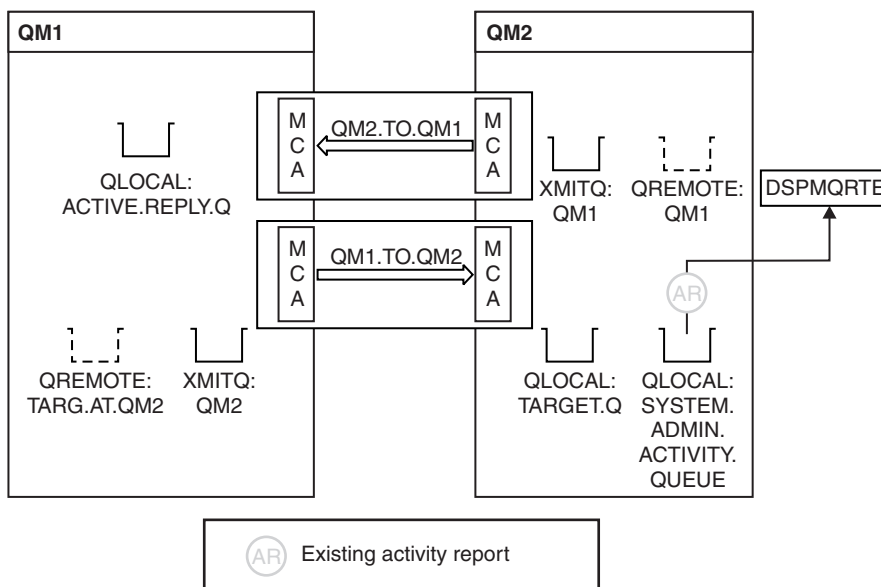 QM1
QM2
M
C
A
QM2.TO.QM1
M
C
A
QLOCAL:
ACTIVE.REPLY.Q
XMITQ:
QM1
QREMOTE:
QM1
DSPMQRTE
M
C
A
QM1.TO.QM2
M
C
A
AR
QREMOTE:
TARG.AT.QM2
XMITQ:
QM2
QLOCAL:
TARGET.Q
QLOCAL:
SYSTEM.
ADMIN.
ACTIVITY.
QUEUE
AR Existing activity report